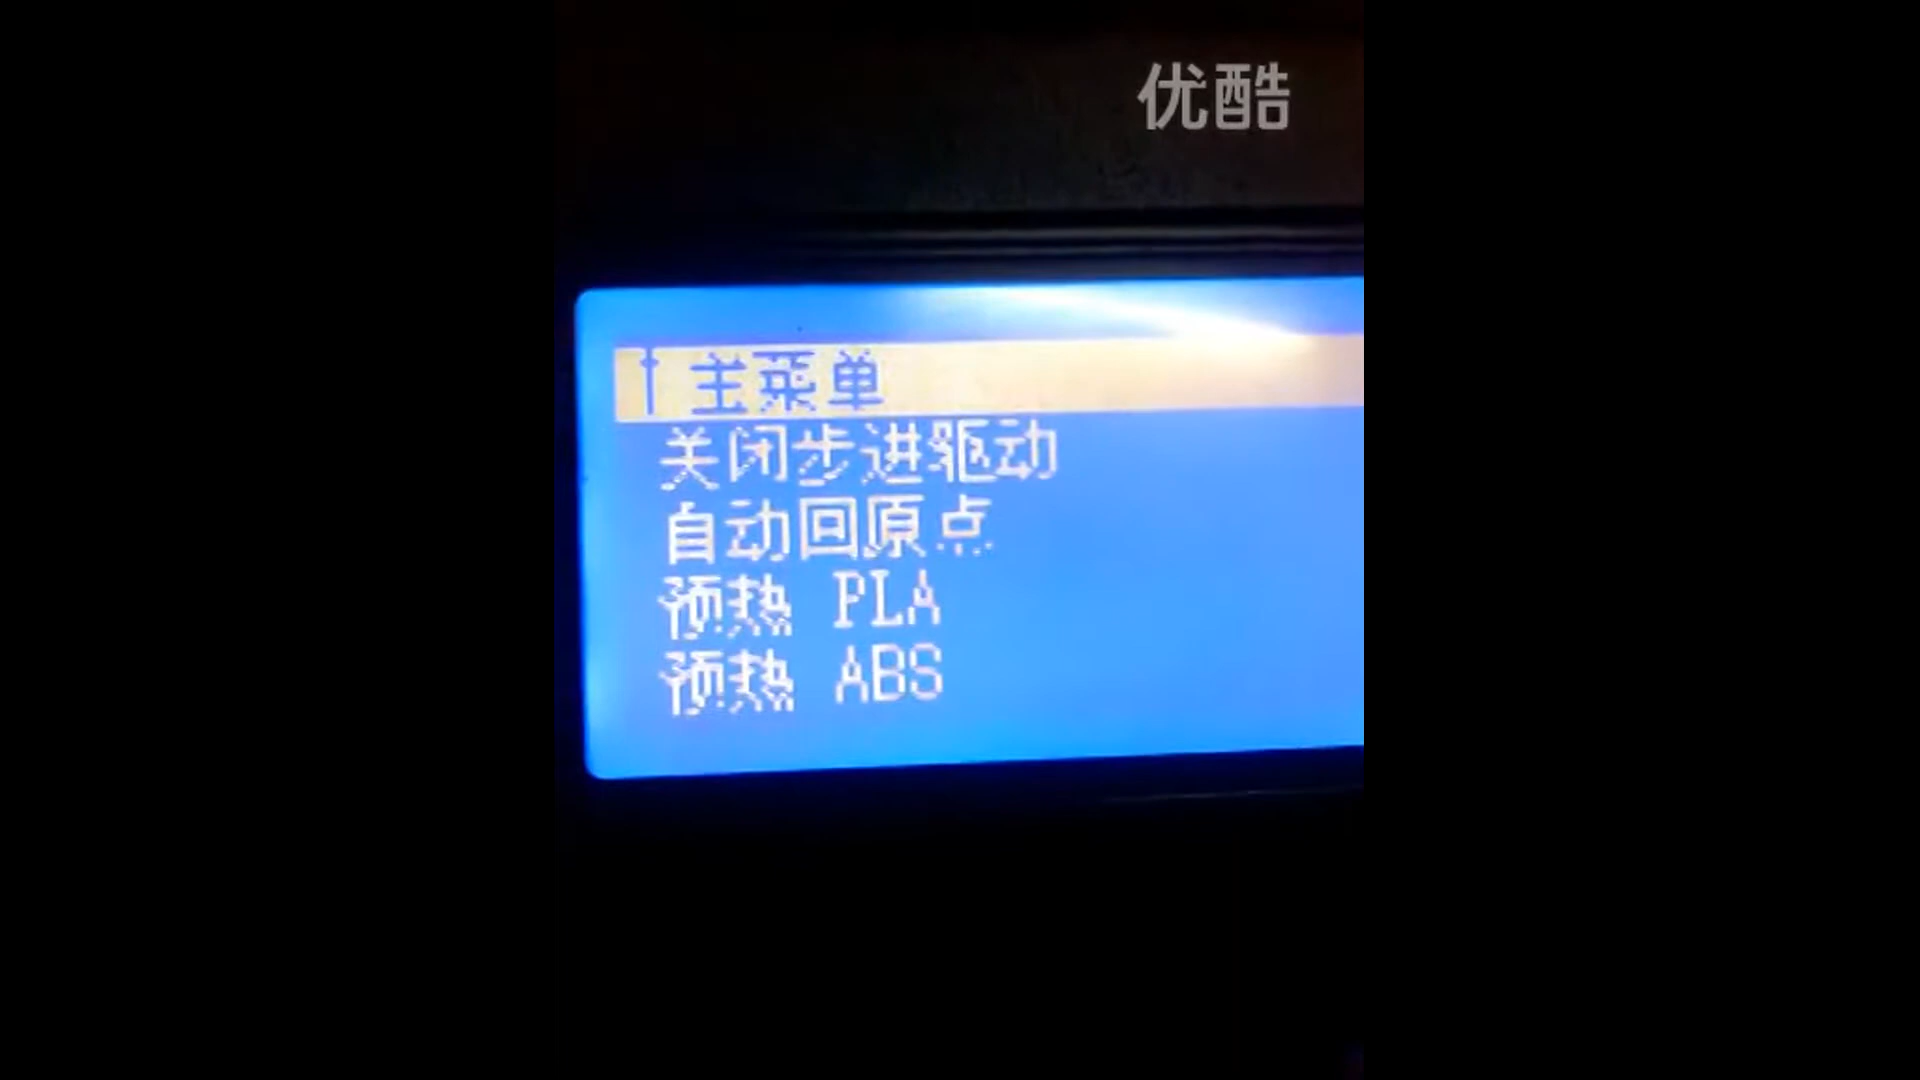 优酷
↑主菜单
关闭步进驱动
自动回原点
预热 PLA
预热 ABS